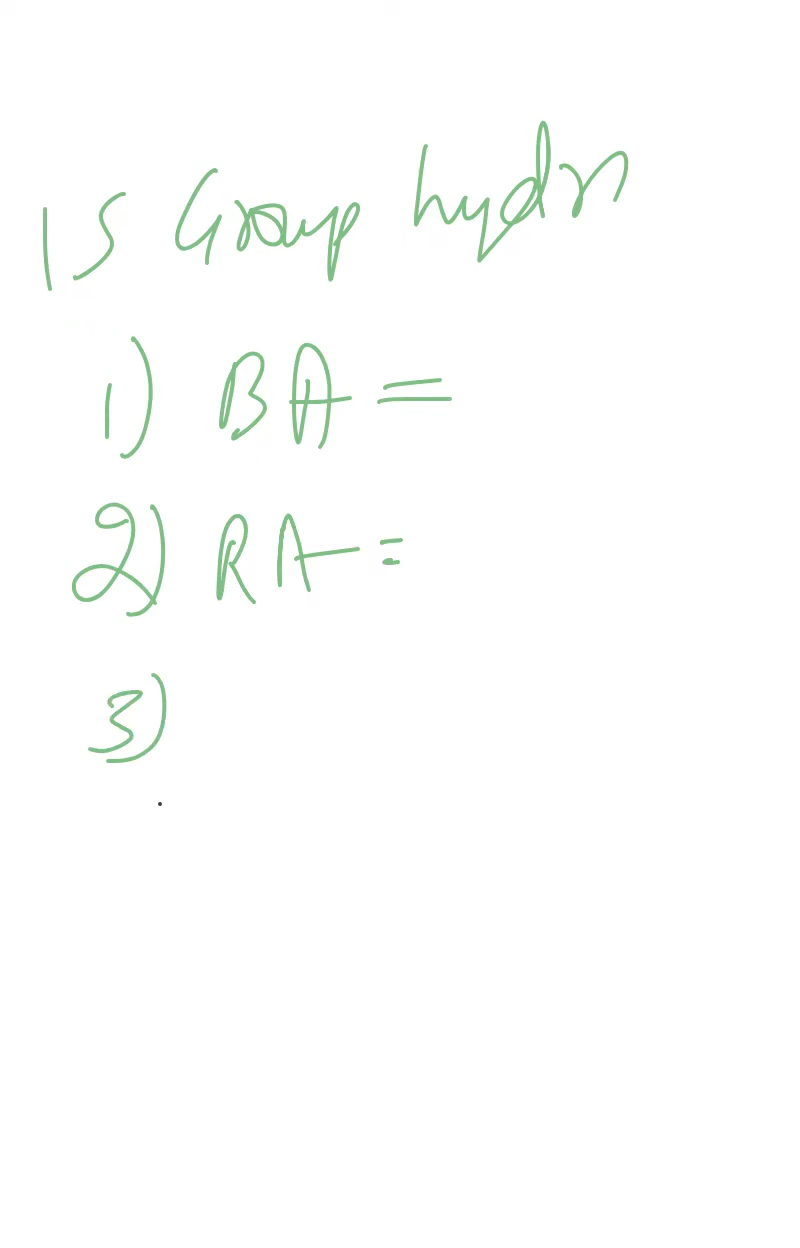 15 Group hydr
1) BA =
2) RA =
3)